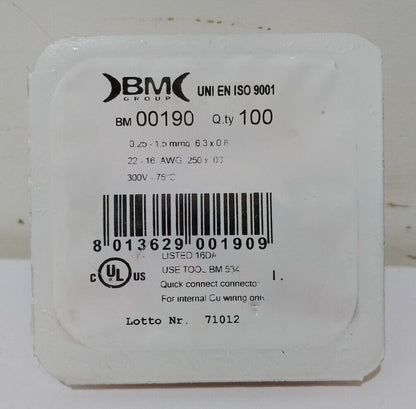 BM
GROUP
UNI EN ISO 9001
BM 00190 Q.ty 100
0.25 - 1.5 mmq 6.3 x 0.8
22 - 16 AWG .250 x
300V - 75°C
8 013629 001909
LISTED 16DA
C UL US
USE TOOL BM 534
I.
Quick connect connector
For internal Cu wiring only
Lotto Nr. 71012